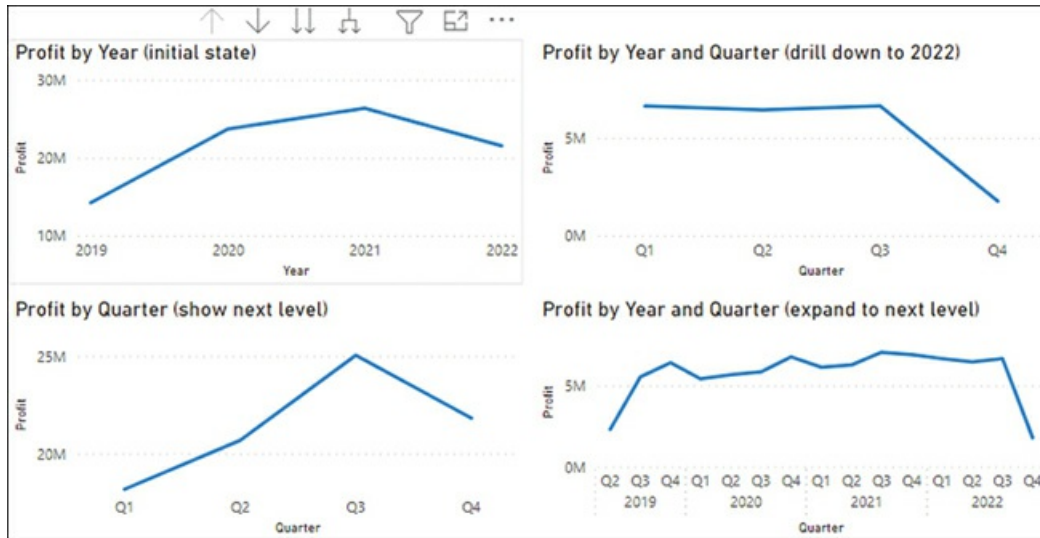 Profit by Year (initial state)
30M
20M
10M
Profit
2019 2020 2021 2022
Year
Profit by Year and Quarter (drill down to 2022)
5M
0M
Profit
Q1 Q2 Q3 Q4
Quarter
Profit by Quarter (show next level)
25M
20M
Profit
Q1 Q2 Q3 Q4
Quarter
Profit by Year and Quarter (expand to next level)
5M
0M
Profit
Q2 Q3 Q4 Q1 Q2 Q3 Q4 Q1 Q2 Q3 Q4 Q1 Q2 Q3 Q4
2019 2020 2021 2022
Quarter